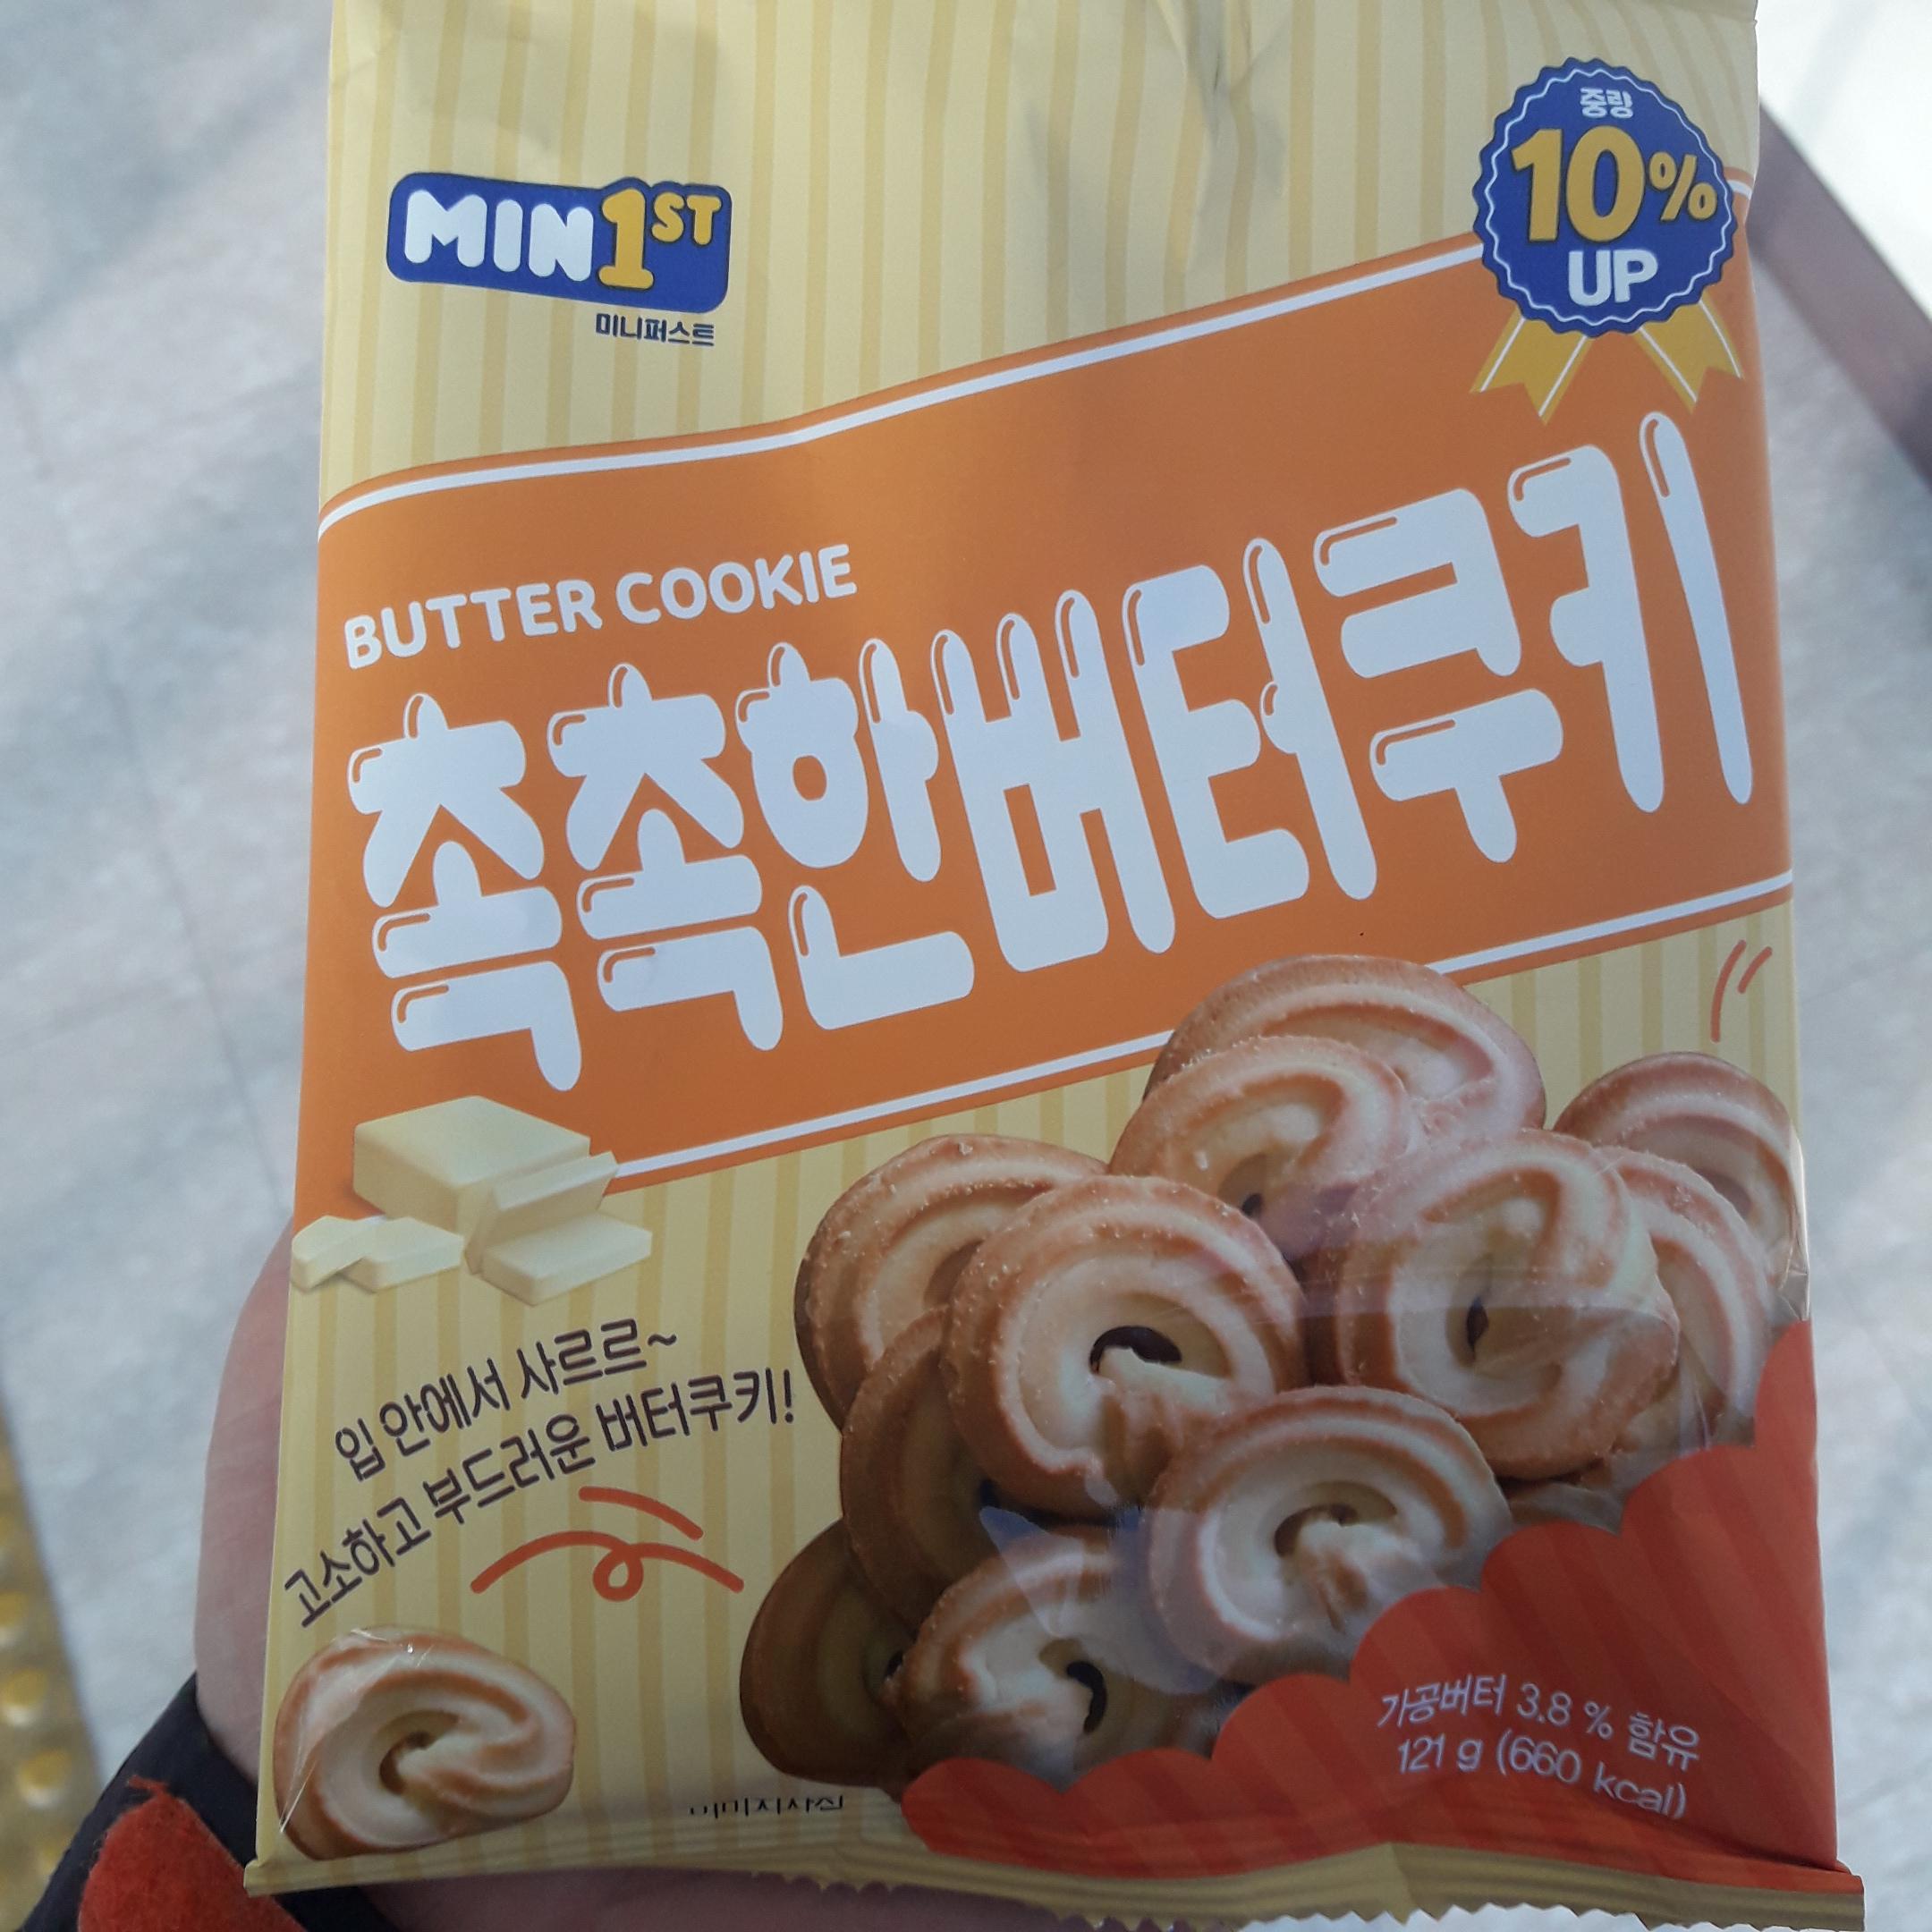 중량
10%
UP
MIN1ST
미니퍼스트
BUTTER COOKIE
촉촉한버터쿠키
입 안에서 사르르~
고소하고 부드러운 버터쿠키!
가공버터 3.8 % 함유
121 g (660 kcal)
이미지사진